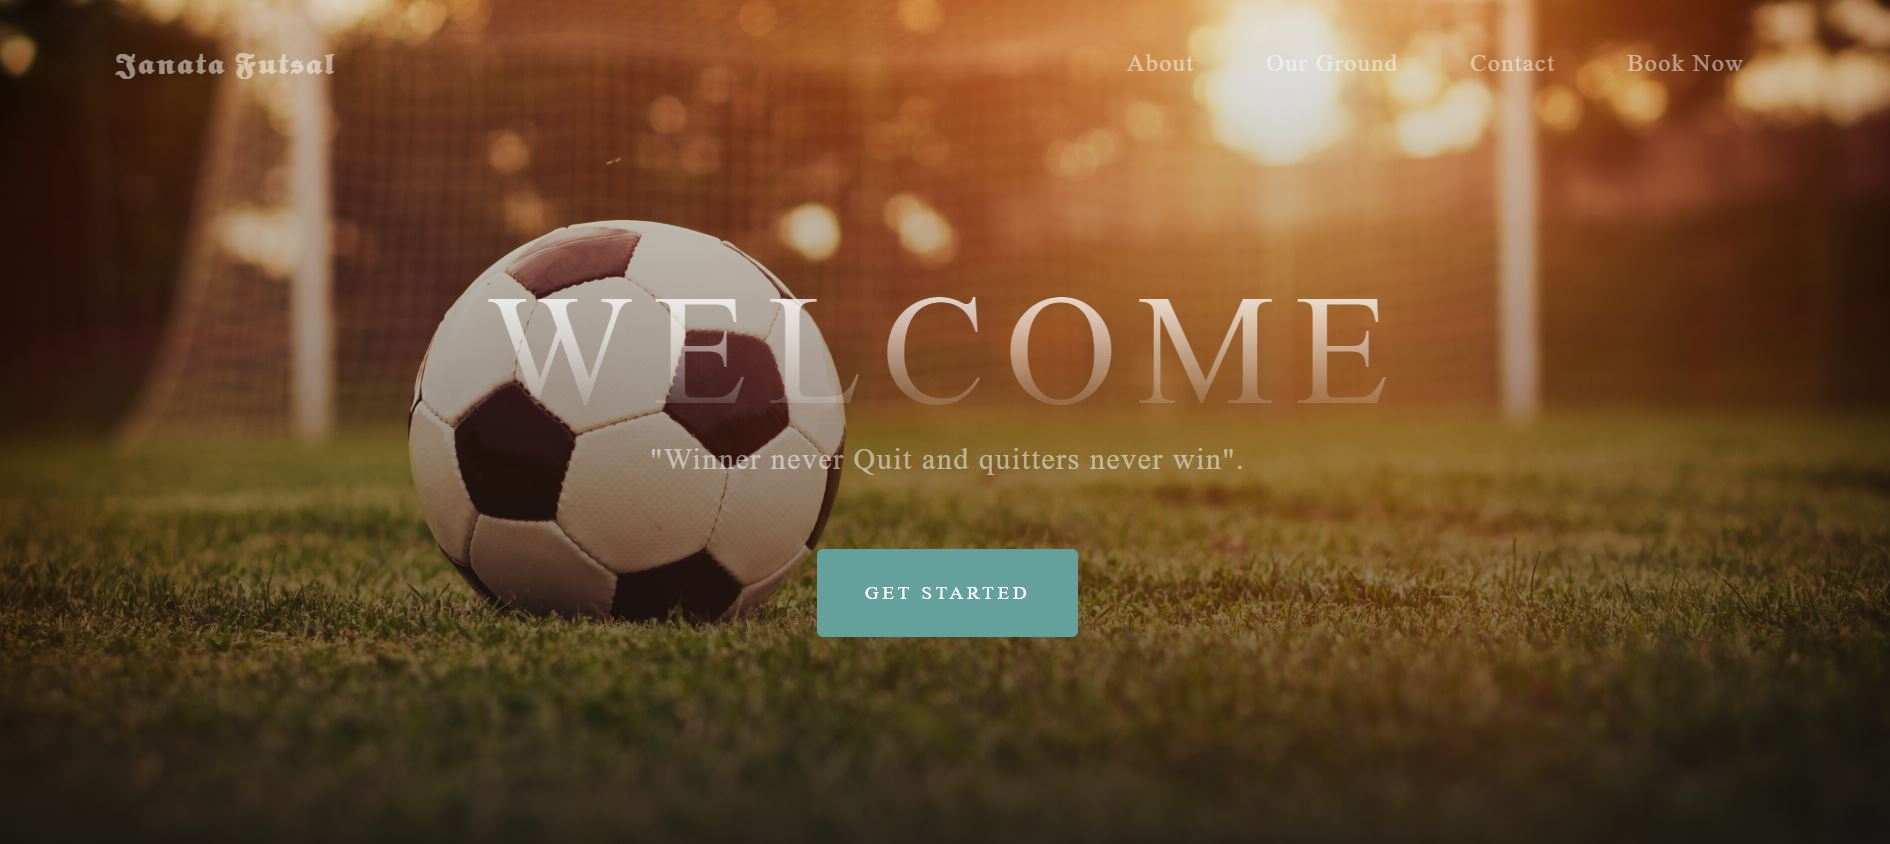 Janata Futsal
About
Our Ground
Contact
Book Now
WELCOME
"Winner never Quit and quitters never win".
GET STARTED